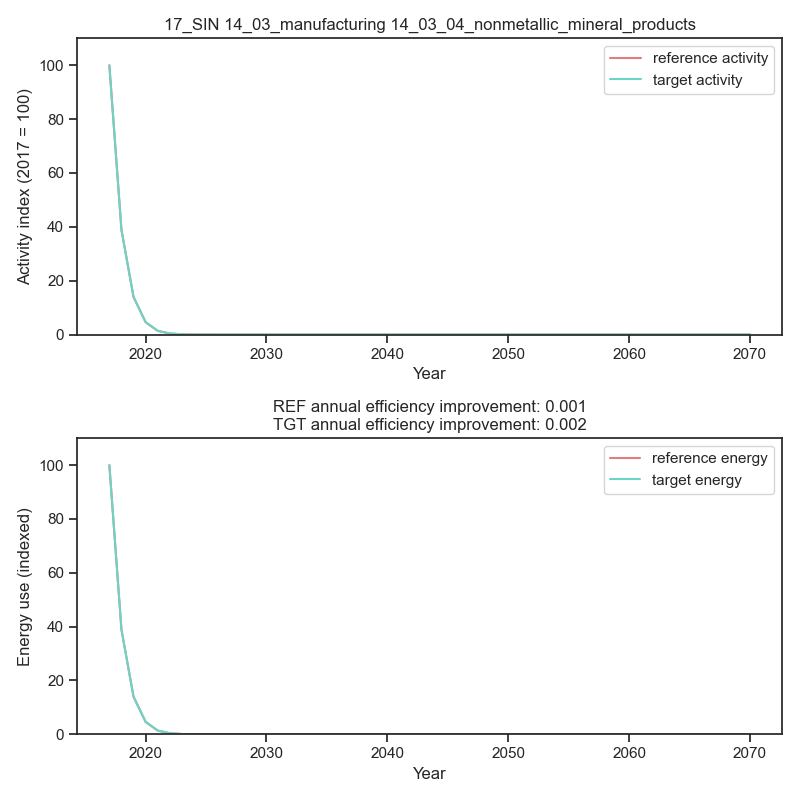 17_SIN 14_03_manufacturing 14_03_04_nonmetallic_mineral_products
reference activity
target activity
Activity index (2017 = 100)
100
80
60
40
20
0
2020 2030 2040 2050 2060 2070
Year
REF annual efficiency improvement: 0.001
TGT annual efficiency improvement: 0.002
reference energy
target energy
Energy use (indexed)
100
80
60
40
20
0
2020 2030 2040 2050 2060 2070
Year